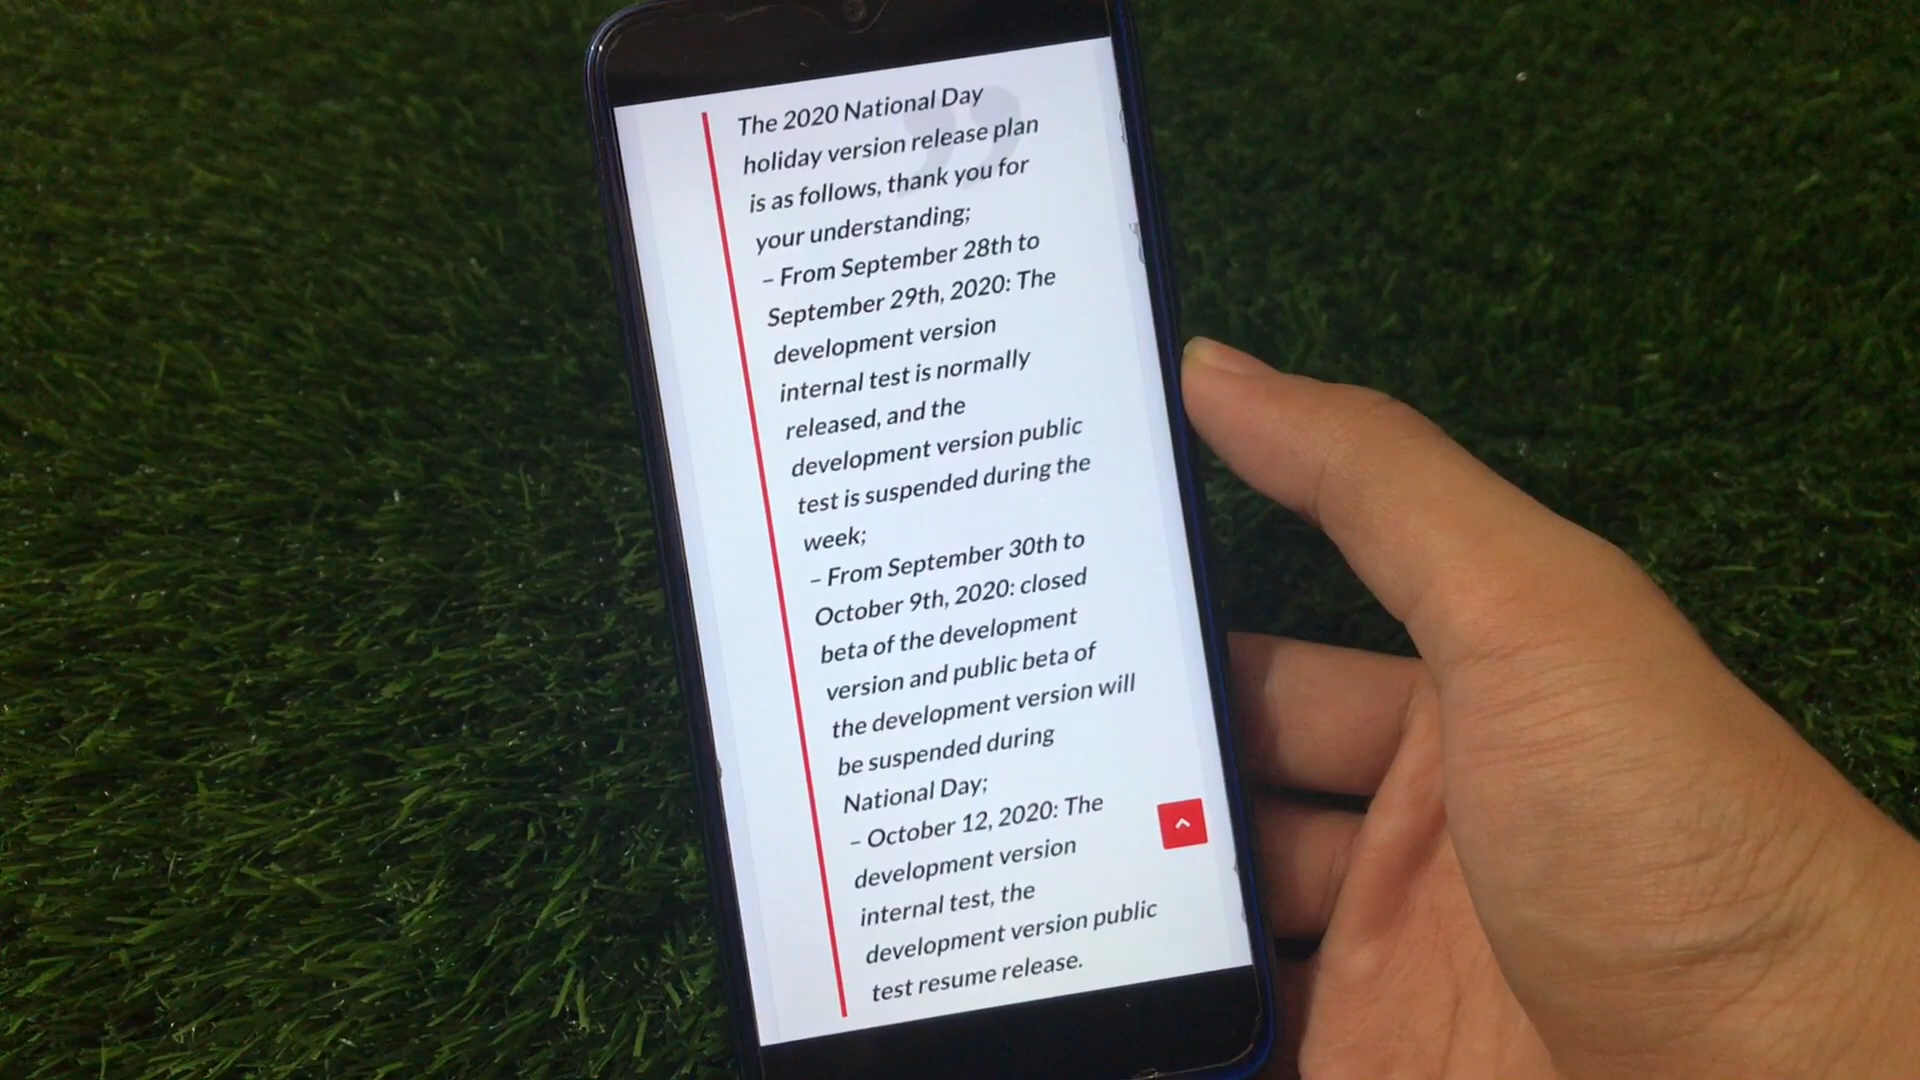 The 2020 National Day
holiday version release plan
is as follows, thank you for
your understanding;
– From September 28th to
September 29th, 2020: The
development version
internal test is normally
released, and the
development version public
test is suspended during the
week;
– From September 30th to
October 9th, 2020: closed
beta of the development
version and public beta of
the development version will
be suspended during
National Day;
– October 12, 2020: The
development version
internal test, the
development version public
test resume release.